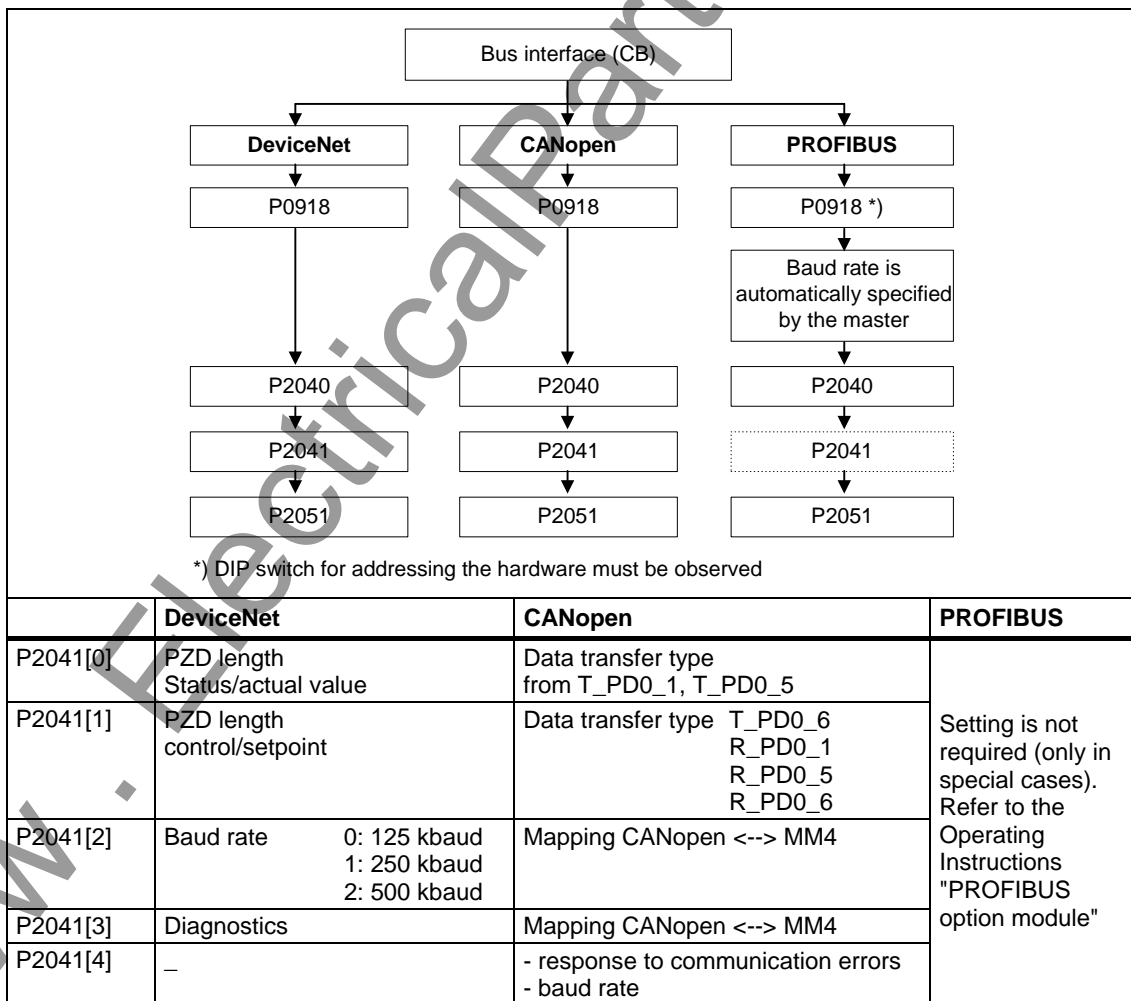 Bus interface (CB)
DeviceNet CANopen PROFIBUS
P0918 P0918 P0918 *)
Baud rate is
automatically specified
by the master
P2040 P2040 P2040
P2041 P2041 P2041
P2051 P2051 P2051
*) DIP switch for addressing the hardware must be observed
DeviceNet CANopen PROFIBUS
P2041[0] PZD length
Status/actual value
Data transfer type
from T_PD0_1, T_PD0_5
P2041[1] PZD length
control/setpoint
Data transfer type T_PD0_6
R_PD0_1
R_PD0_5
R_PD0_6
P2041[2] Baud rate 0: 125 kbaud
1: 250 kbaud
2: 500 kbaud
Mapping CANopen <--> MM4
P2041[3] Diagnostics Mapping CANopen <--> MM4
P2041[4] _ - response to communication errors
- baud rate
Setting is not
required (only in
special cases).
Refer to the
Operating
Instructions
"PROFIBUS
option module"
w . ElectricalPart